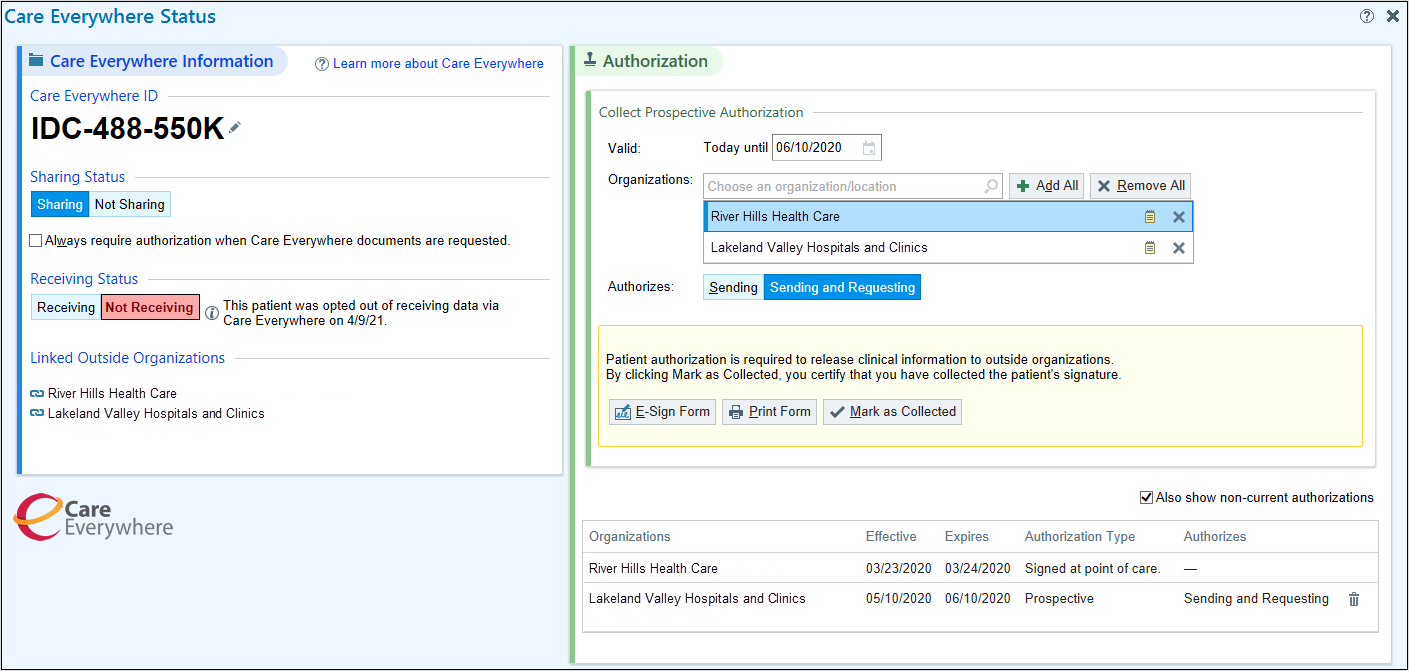 Care Everywhere Status
Care Everywhere Information
Learn more about Care Everywhere
Care Everywhere ID
IDC-488-550K
Sharing Status
Sharing Not Sharing
Always require authorization when Care Everywhere documents are requested.
Receiving Status
Receiving Not Receiving
This patient was opted out of receiving data via
Care Everywhere on 4/9/21.
Linked Outside Organizations
River Hills Health Care
Lakeland Valley Hospitals and Clinics
Care
Everywhere
Authorization
Collect Prospective Authorization
Valid: Today until 06/10/2020
Organizations: Choose an organization/location Add All Remove All
River Hills Health Care
Lakeland Valley Hospitals and Clinics
Authorizes: Sending Sending and Requesting
Patient authorization is required to release clinical information to outside organizations.
By clicking Mark as Collected, you certify that you have collected the patient's signature.
E-Sign Form Print Form Mark as Collected
Also show non-current authorizations
Organizations Effective Expires Authorization Type Authorizes
River Hills Health Care 03/23/2020 03/24/2020 Signed at point of care. —
Lakeland Valley Hospitals and Clinics 05/10/2020 06/10/2020 Prospective Sending and Requesting